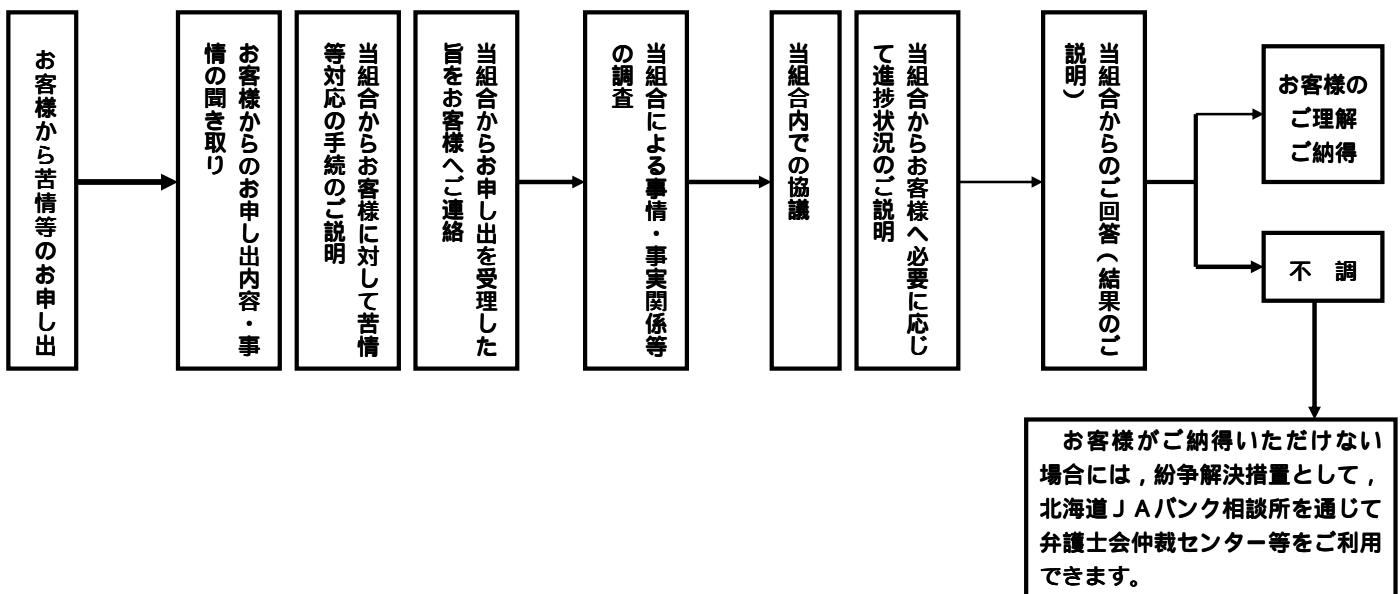 お客様から苦情等のお申し出
お客様からのお申し出内容・事
情の聞き取り
当組合からお客様に対して苦情
等対応の手続のご説明
当組合からお申し出を受理した
旨をお客様へご連絡
当組合による事情・事実関係等
の調査
当組合内での協議
当組合からお客様へ必要に応じ
て進捗状況のご説明
当組合からのご回答(結果のご
説明)
お客様の
ご理解
ご納得
不 調
お客様がご納得いただけない
場合には,紛争解決措置として,
北海道JAバンク相談所を通じて
弁護士会仲裁センター等をご利用
できます。